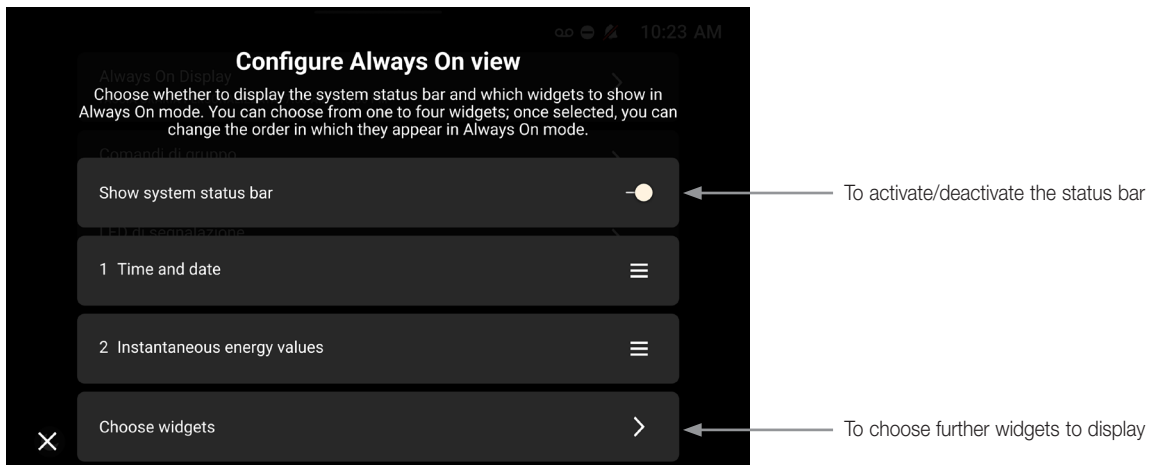 10:23 AM
Configure Always On view
Always On Display
Choose whether to display the system status bar and which widgets to show in
Always On mode. You can choose from one to four widgets; once selected, you can
change the order in which they appear in Always On mode.
Comandi di gruppo
Show system status bar
To activate/deactivate the status bar
LED di segnalazione
1 Time and date
2 Instantaneous energy values
Choose widgets
To choose further widgets to display